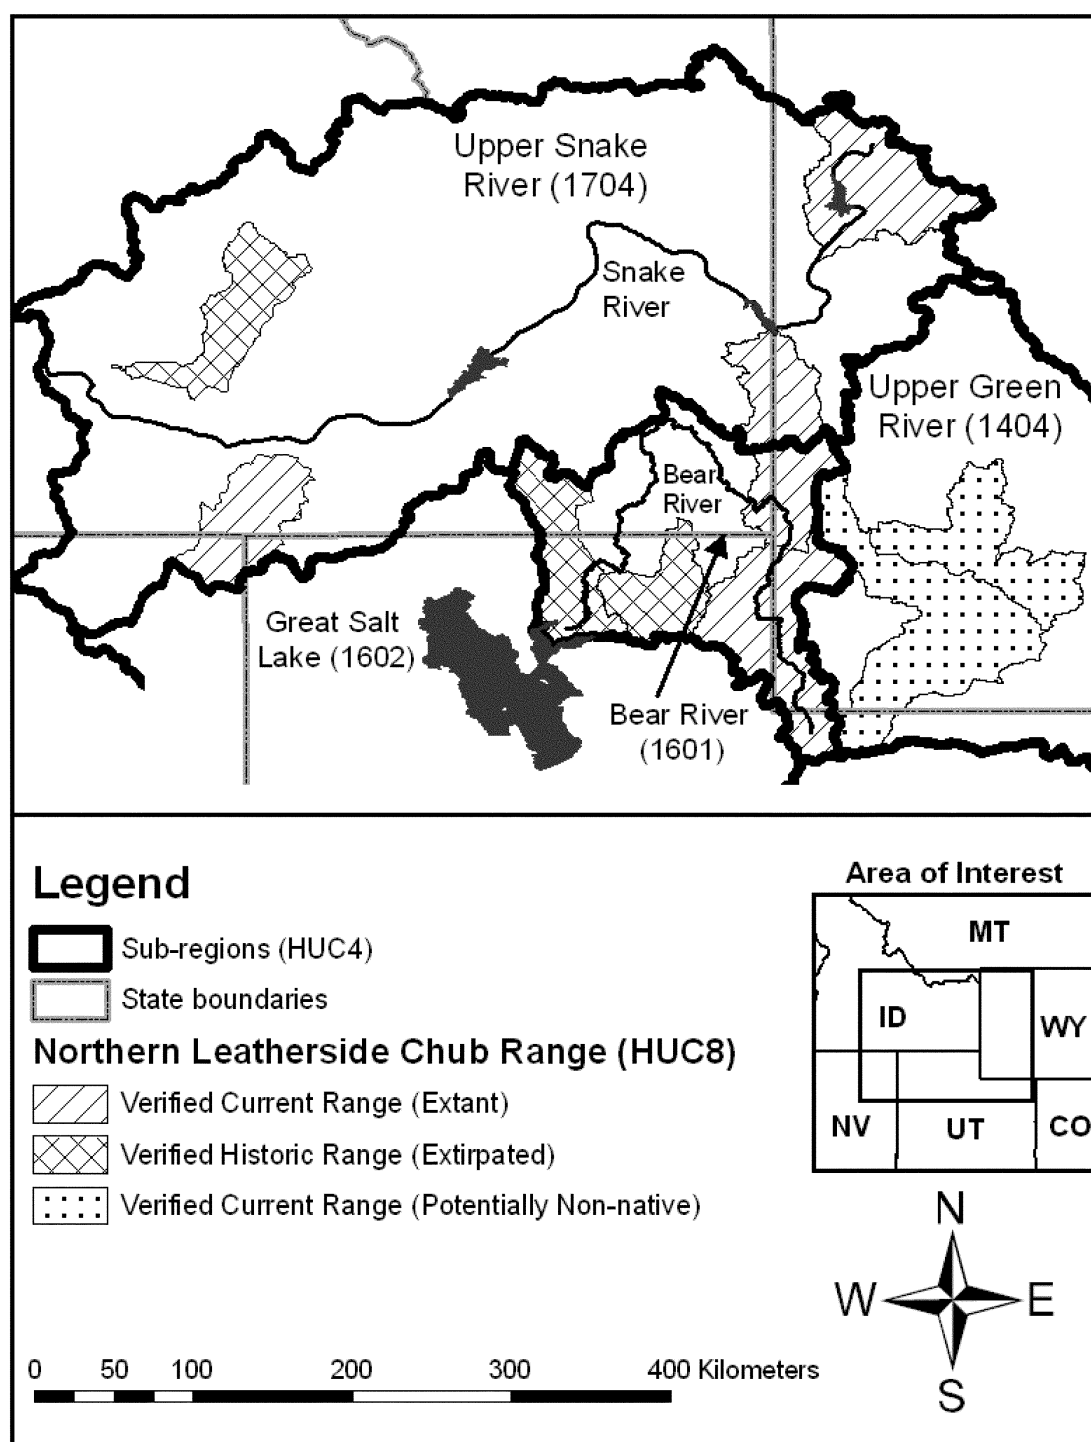 Upper Snake
River (1704)
Snake
River
Upper Green
River (1404)
Bear
River
Great Salt
Lake (1602)
Bear River
(1601)
Legend
Sub-regions (HUC4)
State boundaries
Northern Leatherside Chub Range (HUC8)
Verified Current Range (Extant)
Verified Historic Range (Extirpated)
Verified Current Range (Potentially Non-native)
Area of Interest
MT
ID
WY
NV
UT
CO
N
W E
S
0 50 100 200 300 400 Kilometers